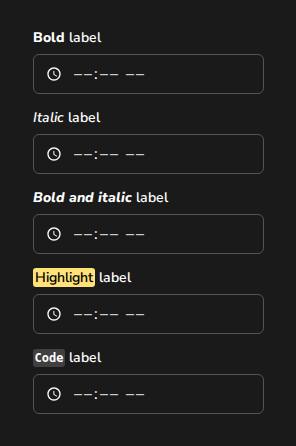 Bold label
--:-- --
Italic label
--:-- --
Bold and italic label
--:-- --
Highlight label
--:-- --
Code label
--:-- --